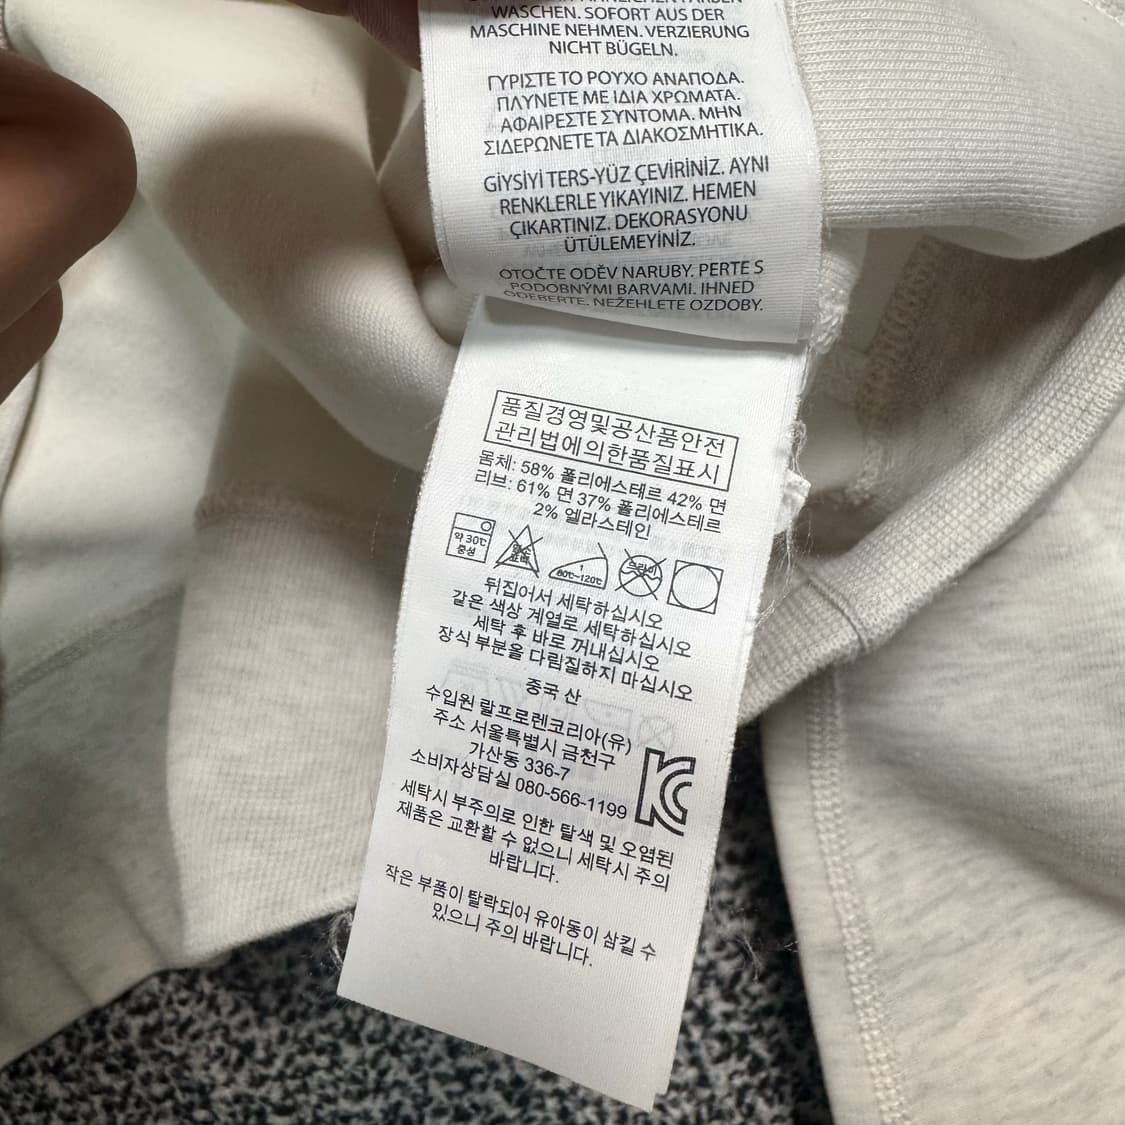 WASCHEN. SOFORT AUS DER
MASCHINE NEHMEN. VERZIERUNG
NICHT BÜGELN.
ΓΥΡΙΣΤΕ ΤΟ ΡΟΥΧΟ ΑΝΑΠΟΔΑ.
ΠΛΥΝΕΤΕ ΜΕ ΙΔΙΑ ΧΡΩΜΑΤΑ.
ΑΦΑΙΡΕΣΤΕ ΣΥΝΤΟΜΑ. ΜΗΝ
ΣΙΔΕΡΩΝΕΤΕ ΤΑ ΔΙΑΚΟΣΜΗΤΙΚΑ.
GİYSİYİ TERS-YÜZ ÇEVİRİNİZ. AYNI
RENKLERLE YIKAYINIZ. HEMEN
ÇIKARTINIZ. DEKORASYONU
ÜTÜLEMEYİNİZ.
OTOČTE ODĚV NARUBY. PERTE S
PODOBNÝMI BARVAMI. IHNED
ODEBERTE. NEŽEHLETE OZDOBY.
품질경영및공산품안전
관리법에의한품질표시
몸체: 58% 폴리에스테르 42% 면
리브: 61% 면 37% 폴리에스테르
2% 엘라스테인
약 30℃
중성
염소
표백
1
80℃~120℃
드라이
뒤집어서 세탁하십시오
같은 색상 계열로 세탁하십시오
세탁 후 바로 꺼내십시오
장식 부분을 다림질하지 마십시오
중국 산
수입원 랄프로렌코리아(유)
주소 서울특별시 금천구
가산동 336-7
소비자상담실 080-566-1199
세탁시 부주의로 인한 탈색 및 오염된
제품은 교환할 수 없으니 세탁시 주의
바랍니다.
작은 부품이 탈락되어 유아동이 삼킬 수
있으니 주의 바랍니다.